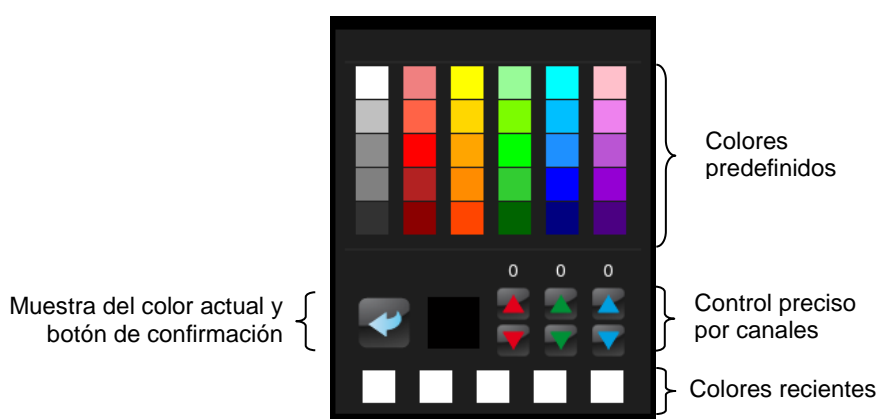 Colores
predefinidos
0 0 0
Muestra del color actual y
botón de confirmación
Control preciso
por canales
Colores recientes